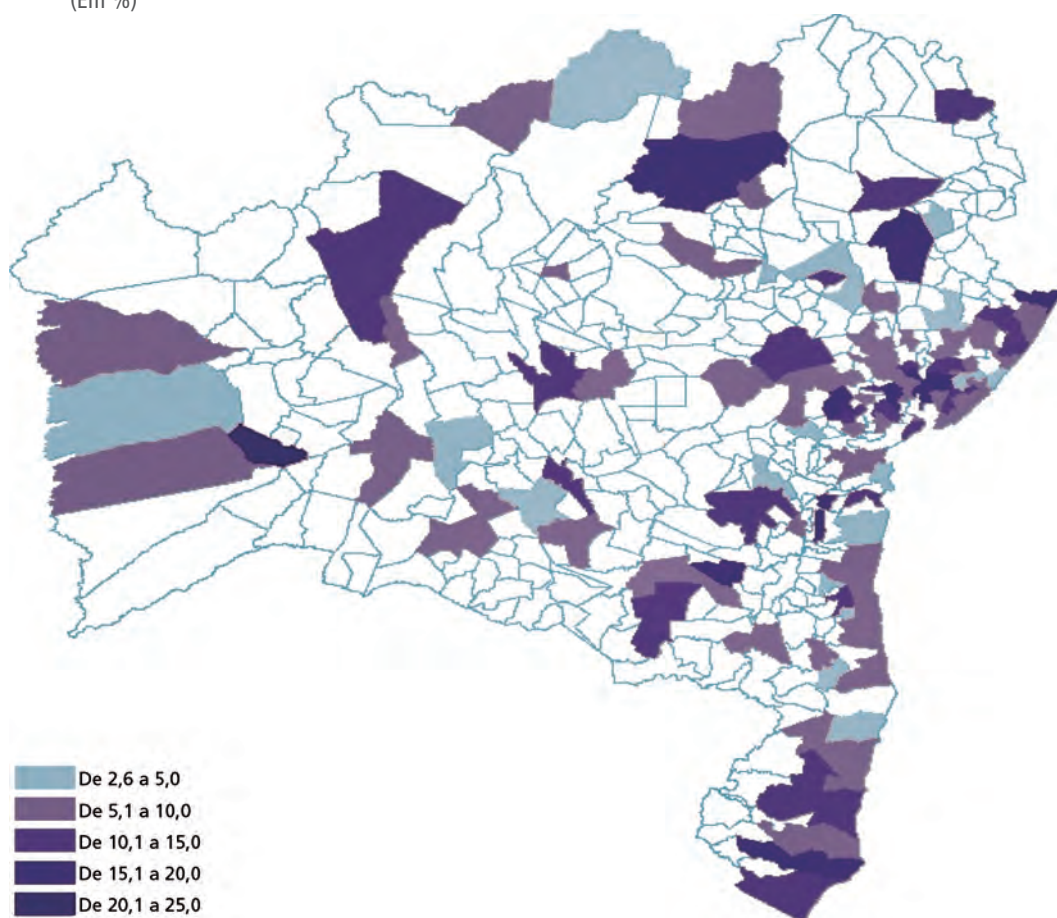 (Em %)
De 2,6 a 5,0
De 5,1 a 10,0
De 10,1 a 15,0
De 15,1 a 20,0
De 20,1 a 25,0